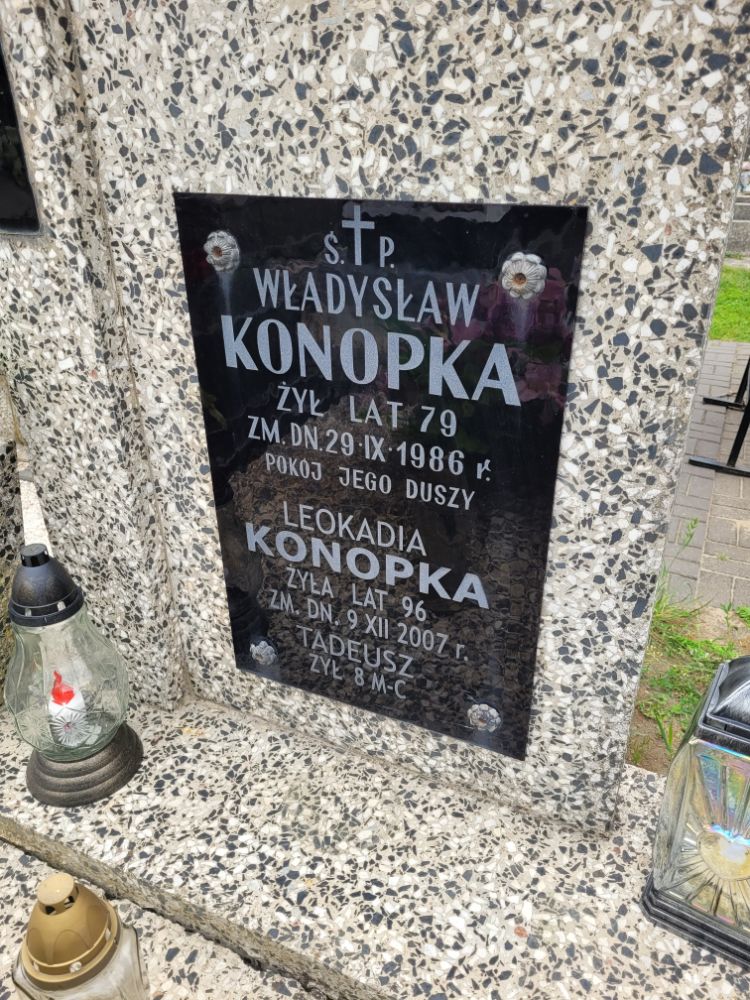 Ś. P.
WŁADYSŁAW
KONOPKA
ŻYŁ LAT 79
ZM. DN. 29·IX·1986 r.
POKÓJ JEGO DUSZY
LEOKADIA
KONOPKA
ŻYŁA LAT 96
ZM. DN. 9 XII 2007 r.
TADEUSZ
ŻYŁ 8 M-C